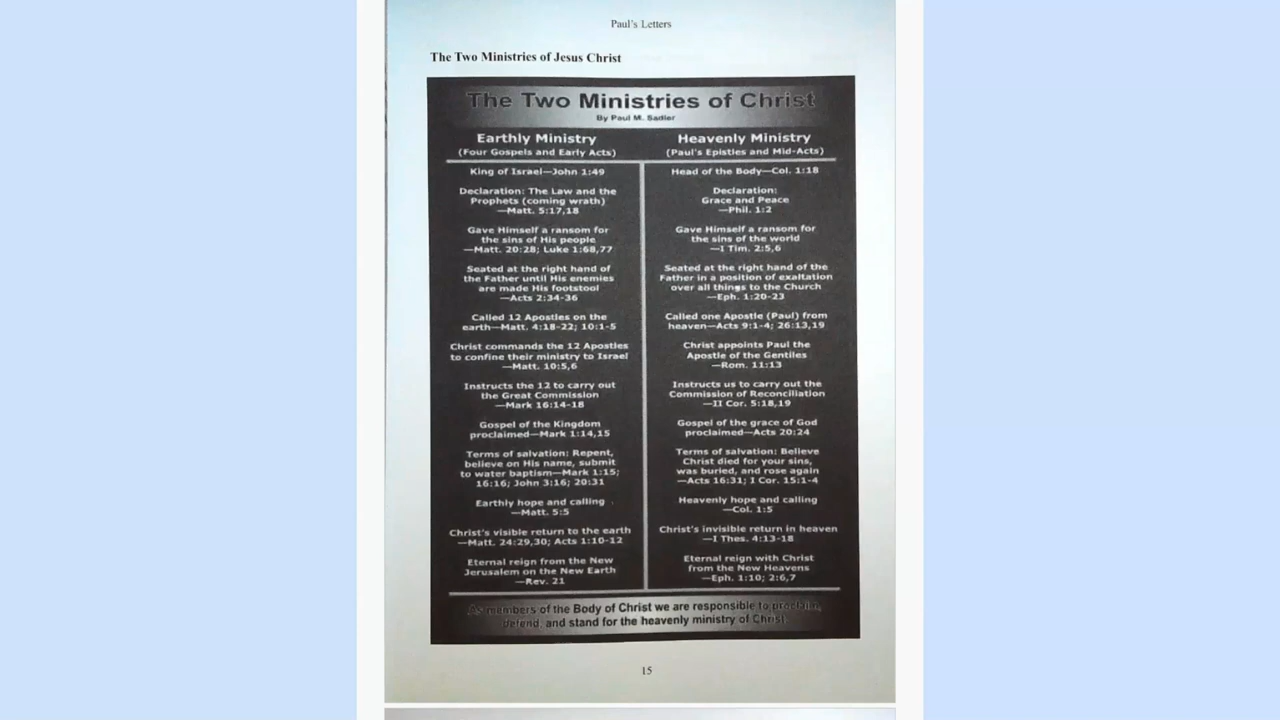 Paul's Letters
The Two Ministries of Jesus Christ
The Two Ministries of Christ
By Paul M. Sadler
Earthly Ministry
(Four Gospels and Early Acts)
King of Israel—John 1:49
Declaration: The Law and the
Prophets (coming wrath)
—Matt. 5:17,18
Gave Himself a ransom for
the sins of His people
—Matt. 20:28; Luke 1:68,77
Seated at the right hand of
the Father until His enemies
are made His footstool
—Acts 2:34-36
Called 12 Apostles on the
earth—Matt. 4:18-22; 10:1-5
Christ commands the 12 Apostles
to confine their ministry to Israel
—Matt. 10:5,6
Instructs the 12 to carry out
the Great Commission
—Mark 16:14-18
Gospel of the Kingdom
proclaimed—Mark 1:14,15
Terms of salvation: Repent,
believe on His name, submit
to water baptism—Mark 1:15;
16:16; John 3:16; 20:31
Earthly hope and calling
—Matt. 5:5
Christ's visible return to the earth
—Matt. 24:29,30; Acts 1:10-12
Eternal reign from the New
Jerusalem on the New Earth
—Rev. 21
Heavenly Ministry
(Paul's Epistles and Mid-Acts)
Head of the Body—Col. 1:18
Declaration:
Grace and Peace
—Phil. 1:2
Gave Himself a ransom for
the sins of the world
—I Tim. 2:5,6
Seated at the right hand of the
Father in a position of exaltation
over all things to the Church
—Eph. 1:20-23
Called one Apostle (Paul) from
heaven—Acts 9:1-4; 26:13,19
Christ appoints Paul the
Apostle of the Gentiles
—Rom. 11:13
Instructs us to carry out the
Commission of Reconciliation
—II Cor. 5:18,19
Gospel of the grace of God
proclaimed—Acts 20:24
Terms of salvation: Believe
Christ died for your sins,
was buried, and rose again
—Acts 16:31; I Cor. 15:1-4
Heavenly hope and calling
—Col. 1:5
Christ's invisible return in heaven
—I Thes. 4:13-18
Eternal reign with Christ
from the New Heavens
—Eph. 1:10; 2:6,7
As members of the Body of Christ we are responsible to proclaim,
defend, and stand for the heavenly ministry of Christ.
15